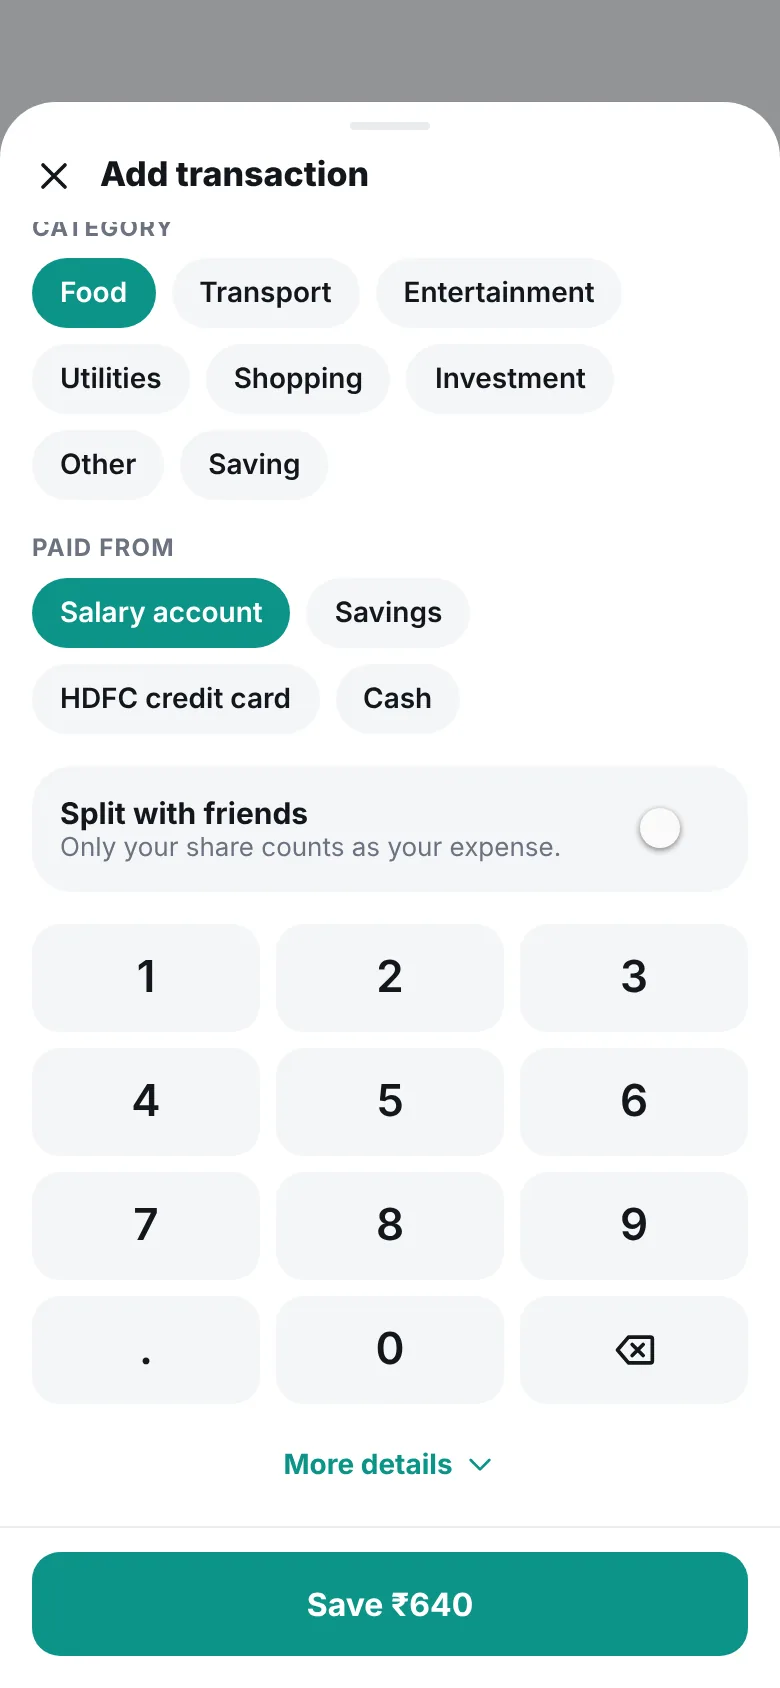 Add transaction
CATEGORY
Food Transport Entertainment
Utilities Shopping Investment
Other Saving
PAID FROM
Salary account Savings
HDFC credit card Cash
Split with friends
Only your share counts as your expense.
1 2 3
4 5 6
7 8 9
. 0
More details
Save ₹640